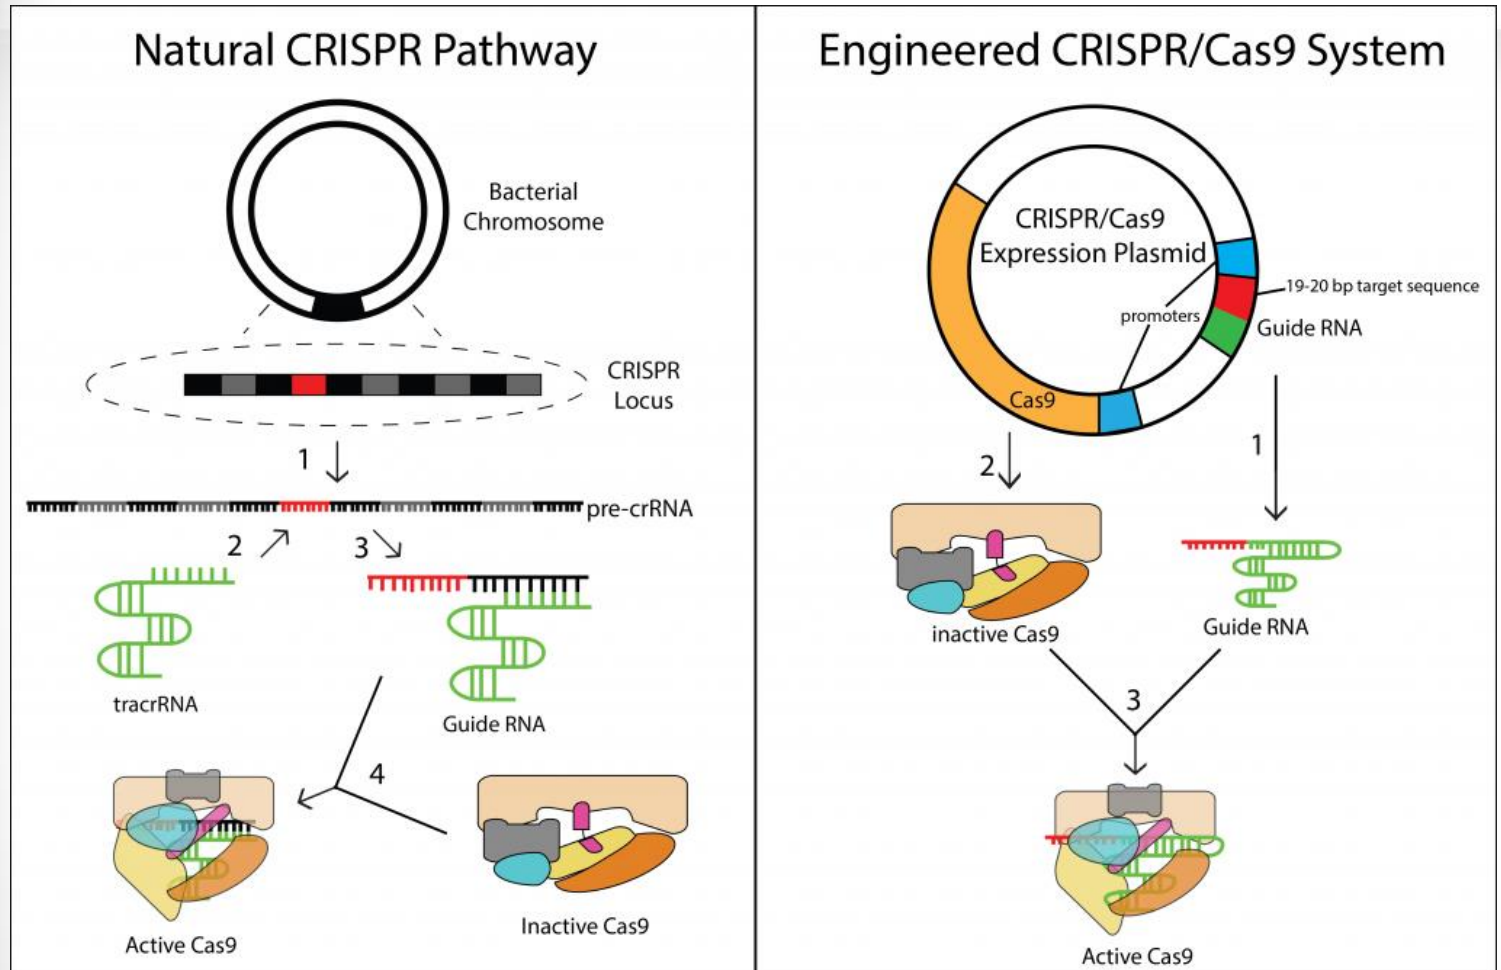 Natural CRISPR Pathway
Bacterial
Chromosome
CRISPR
Locus
1
pre-crRNA
2
3
tracrRNA
Guide RNA
4
Active Cas9
Inactive Cas9
Engineered CRISPR/Cas9 System
CRISPR/Cas9
Expression Plasmid
19-20 bp target sequence
promoters
Guide RNA
Cas9
1
2
inactive Cas9
Guide RNA
3
Active Cas9